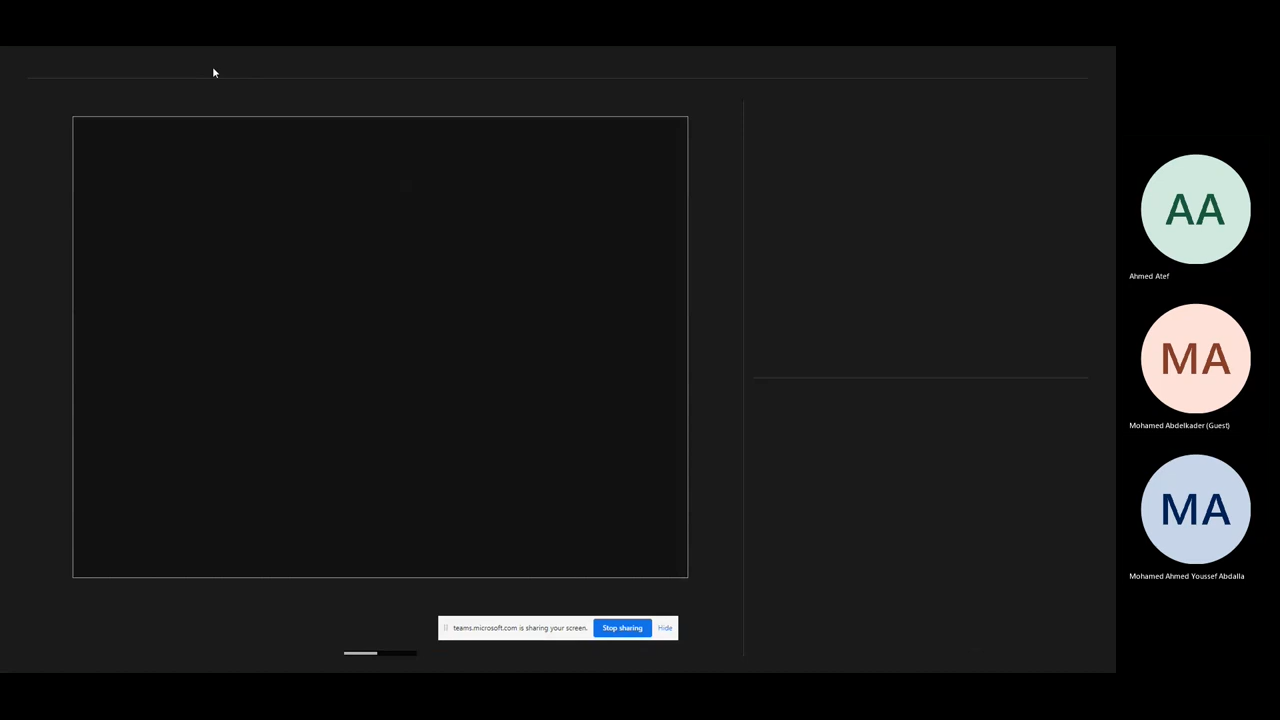 AA
Ahmed Atef
MA
Mohamed Abdelkader (Guest)
MA
Mohamed Ahmed Youssef Abdalla
teams.microsoft.com is sharing your screen.
Stop sharing
Hide